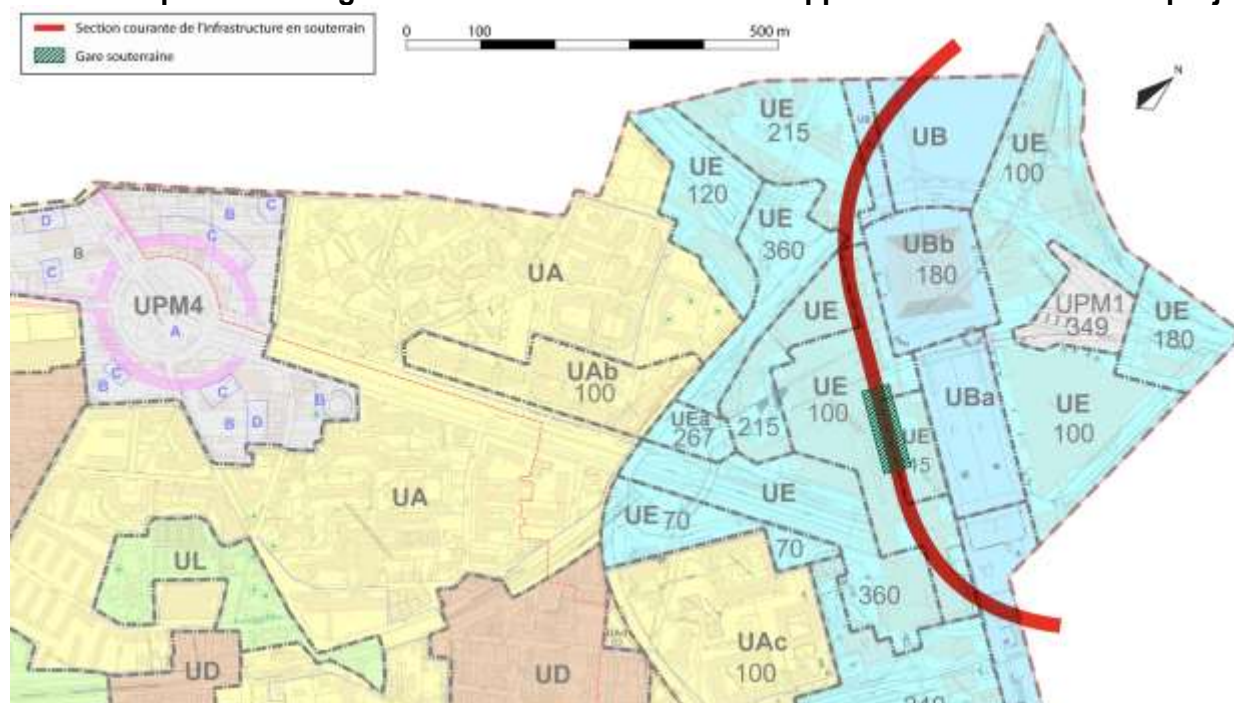 Section courante de l'Infrastructure en souterrain
Gare souterraine
0 100 500 m
N
UE
215
UB
UE
100
UE
120
UE
360
UBb
180
D
B
C
B
C
C
UPM4
A
UA
UE
UPM1
349
UE
180
UAb
100
UE
100
UBa
UE
100
UEa
267
215
UE
C
B
C
B
D
B
UA
UE
UE 70
70
UL
360
UAc
100
UD
UD